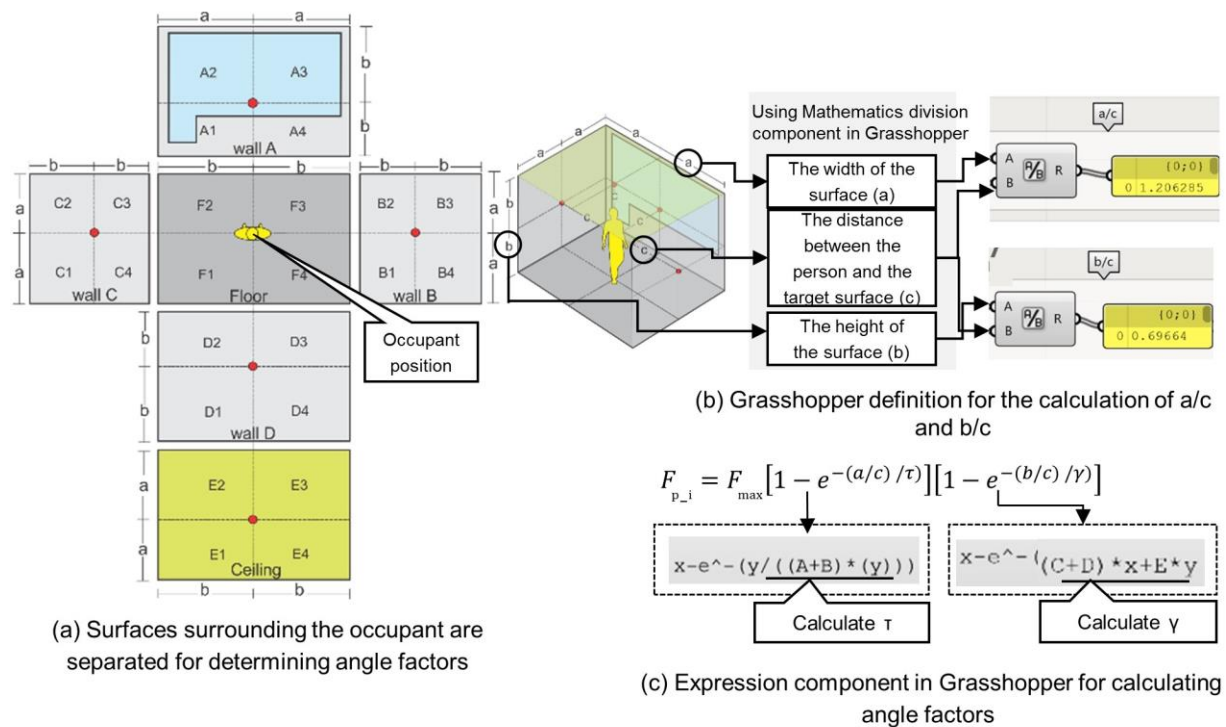 a a
b
b
A2 A3
A1 A4
wall A
b b
b b
b b
a
a
C2 C3
C1 C4
wall C
F2 F3
F1 F4
Floor
B2 B3
B1 B4
wall B
a
a
Occupant
position
b
b
D2 D3
D1 D4
wall D
a
a
E2 E3
E1 E4
Ceiling
b b
(a) Surfaces surrounding the occupant are
separated for determining angle factors
a
a
a
a
b
b
c
c
c
Using Mathematics division
component in Grasshopper
The width of the
surface (a)
The distance
between the
person and the
target surface (c)
The height of
the surface (b)
a/c
A
B
A/B
R
{0;0}
0 1.206285
b/c
A
B
A/B
R
{0;0}
0 0.69664
(b) Grasshopper definition for the calculation of a/c
and b/c
F_{p_i} = F_{max}[1 − e^{−(a/c) /τ)}][1 − e^{−(b/c) /γ)}]
x-e^-(y/((A+B)*(y)))
x-e^-((C+D)*x+E*y
Calculate τ
Calculate γ
(c) Expression component in Grasshopper for calculating
angle factors